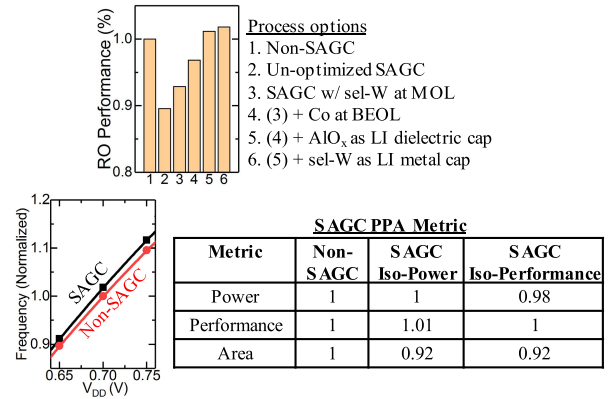 RO Performance (%)
1.0
0.9
0.8
1 2 3 4 5 6
Process options
1. Non-SAGC
2. Un-optimized SAGC
3. SAGC w/ sel-W at MOL
4. (3) + Co at BEOL
5. (4) + AlOx as LI dielectric cap
6. (5) + sel-W as LI metal cap
Frequency (Normalized)
1.2
1.1
1.0
0.9
SAGC
Non-SAGC
0.65 0.70 0.75
VDD (V)
SAGC PPA Metric
Metric Non-SAGC SAGC Iso-Power SAGC Iso-Performance
Power 1 1 0.98
Performance 1 1.01 1
Area 1 0.92 0.92